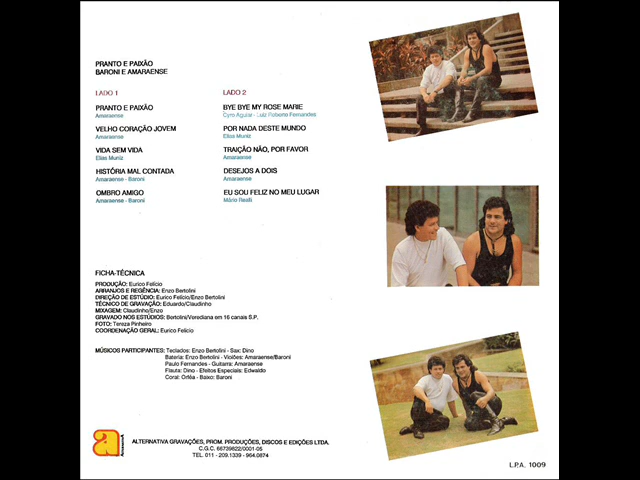 PRANTO E PAIXÃO
BARONI E AMARAENSE
LADO 1
PRANTO E PAIXÃO
Amaraense
VELHO CORAÇÃO JOVEM
Amaraense
VIDA SEM VIDA
Elias Muniz
HISTÓRIA MAL CONTADA
Amaraense - Baroni
OMBRO AMIGO
Amaraense - Baroni
LADO 2
BYE BYE MY ROSE MARIE
Cyro Aguiar - Luiz Roberto Fernandes
POR NADA DESTE MUNDO
Elias Muniz
TRAIÇÃO NÃO, POR FAVOR
Amaraense
DESEJOS A DOIS
Amaraense
EU SOU FELIZ NO MEU LUGAR
Mário
FICHA-TÉCNICA
PRODUÇÃO: Eurico Felício
ARRANJOS E REGÊNCIA: Enzo Bertolini
DIREÇÃO DE ESTÚDIO: Eurico Felício/Enzo Bertolini
TÉCNICO DE GRAVAÇÃO: Eduardo/Claudinho
MIXAGEM: Claudinho/Enzo
GRAVADO NOS ESTÚDIOS: Bertolini/Verediana em 16 canais S.P.
FOTO: Tereza Pinheiro
COORDENAÇÃO GERAL: Eurico Felício
MÚSICOS PARTICIPANTES: Teclados: Enzo Bertolini - Sax: Dino
Bateria: Enzo Bertolini - Violões: Amaraense/Baroni
Paulo Fernandes - Guitarra: Amaraense
Flauta: Dino - Efeitos Especiais: Edwaldo
Coral: Orféa - Baixo: Baroni
a
ALTERNATIVA GRAVAÇÕES, PROM. PRODUÇÕES, DISCOS E EDIÇÕES LTDA.
C.G.C. 66739822/0001-05
TEL. 011 - 209.1339 - 964.0874
L.P.A. 1009